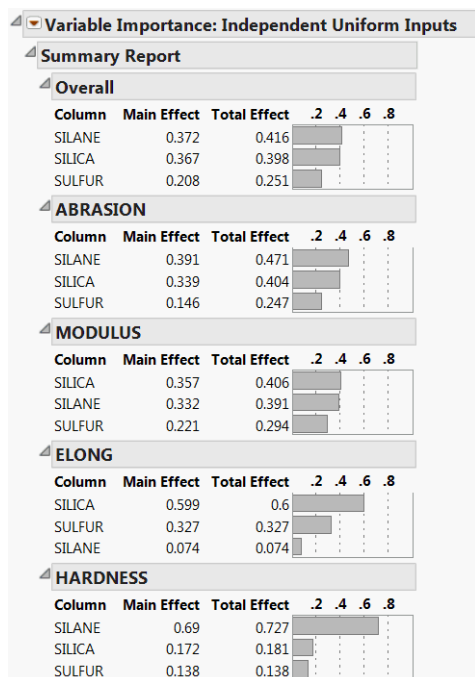 Variable Importance: Independent Uniform Inputs
Summary Report
Overall
Column Main Effect Total Effect .2 .4 .6 .8
SILANE 0.372 0.416
SILICA 0.367 0.398
SULFUR 0.208 0.251
ABRASION
Column Main Effect Total Effect .2 .4 .6 .8
SILANE 0.391 0.471
SILICA 0.339 0.404
SULFUR 0.146 0.247
MODULUS
Column Main Effect Total Effect .2 .4 .6 .8
SILICA 0.357 0.406
SILANE 0.332 0.391
SULFUR 0.221 0.294
ELONG
Column Main Effect Total Effect .2 .4 .6 .8
SILICA 0.599 0.6
SULFUR 0.327 0.327
SILANE 0.074 0.074
HARDNESS
Column Main Effect Total Effect .2 .4 .6 .8
SILANE 0.69 0.727
SILICA 0.172 0.181
SULFUR 0.138 0.138